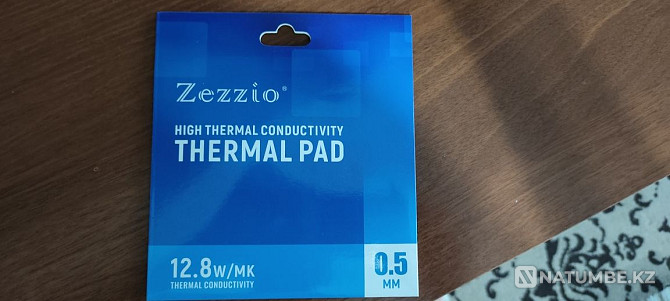 Zezzio®
HIGH THERMAL CONDUCTIVITY
THERMAL PAD
12.8W/MK
THERMAL CONDUCTIVITY
0.5
MM
NATUMBE.KZ